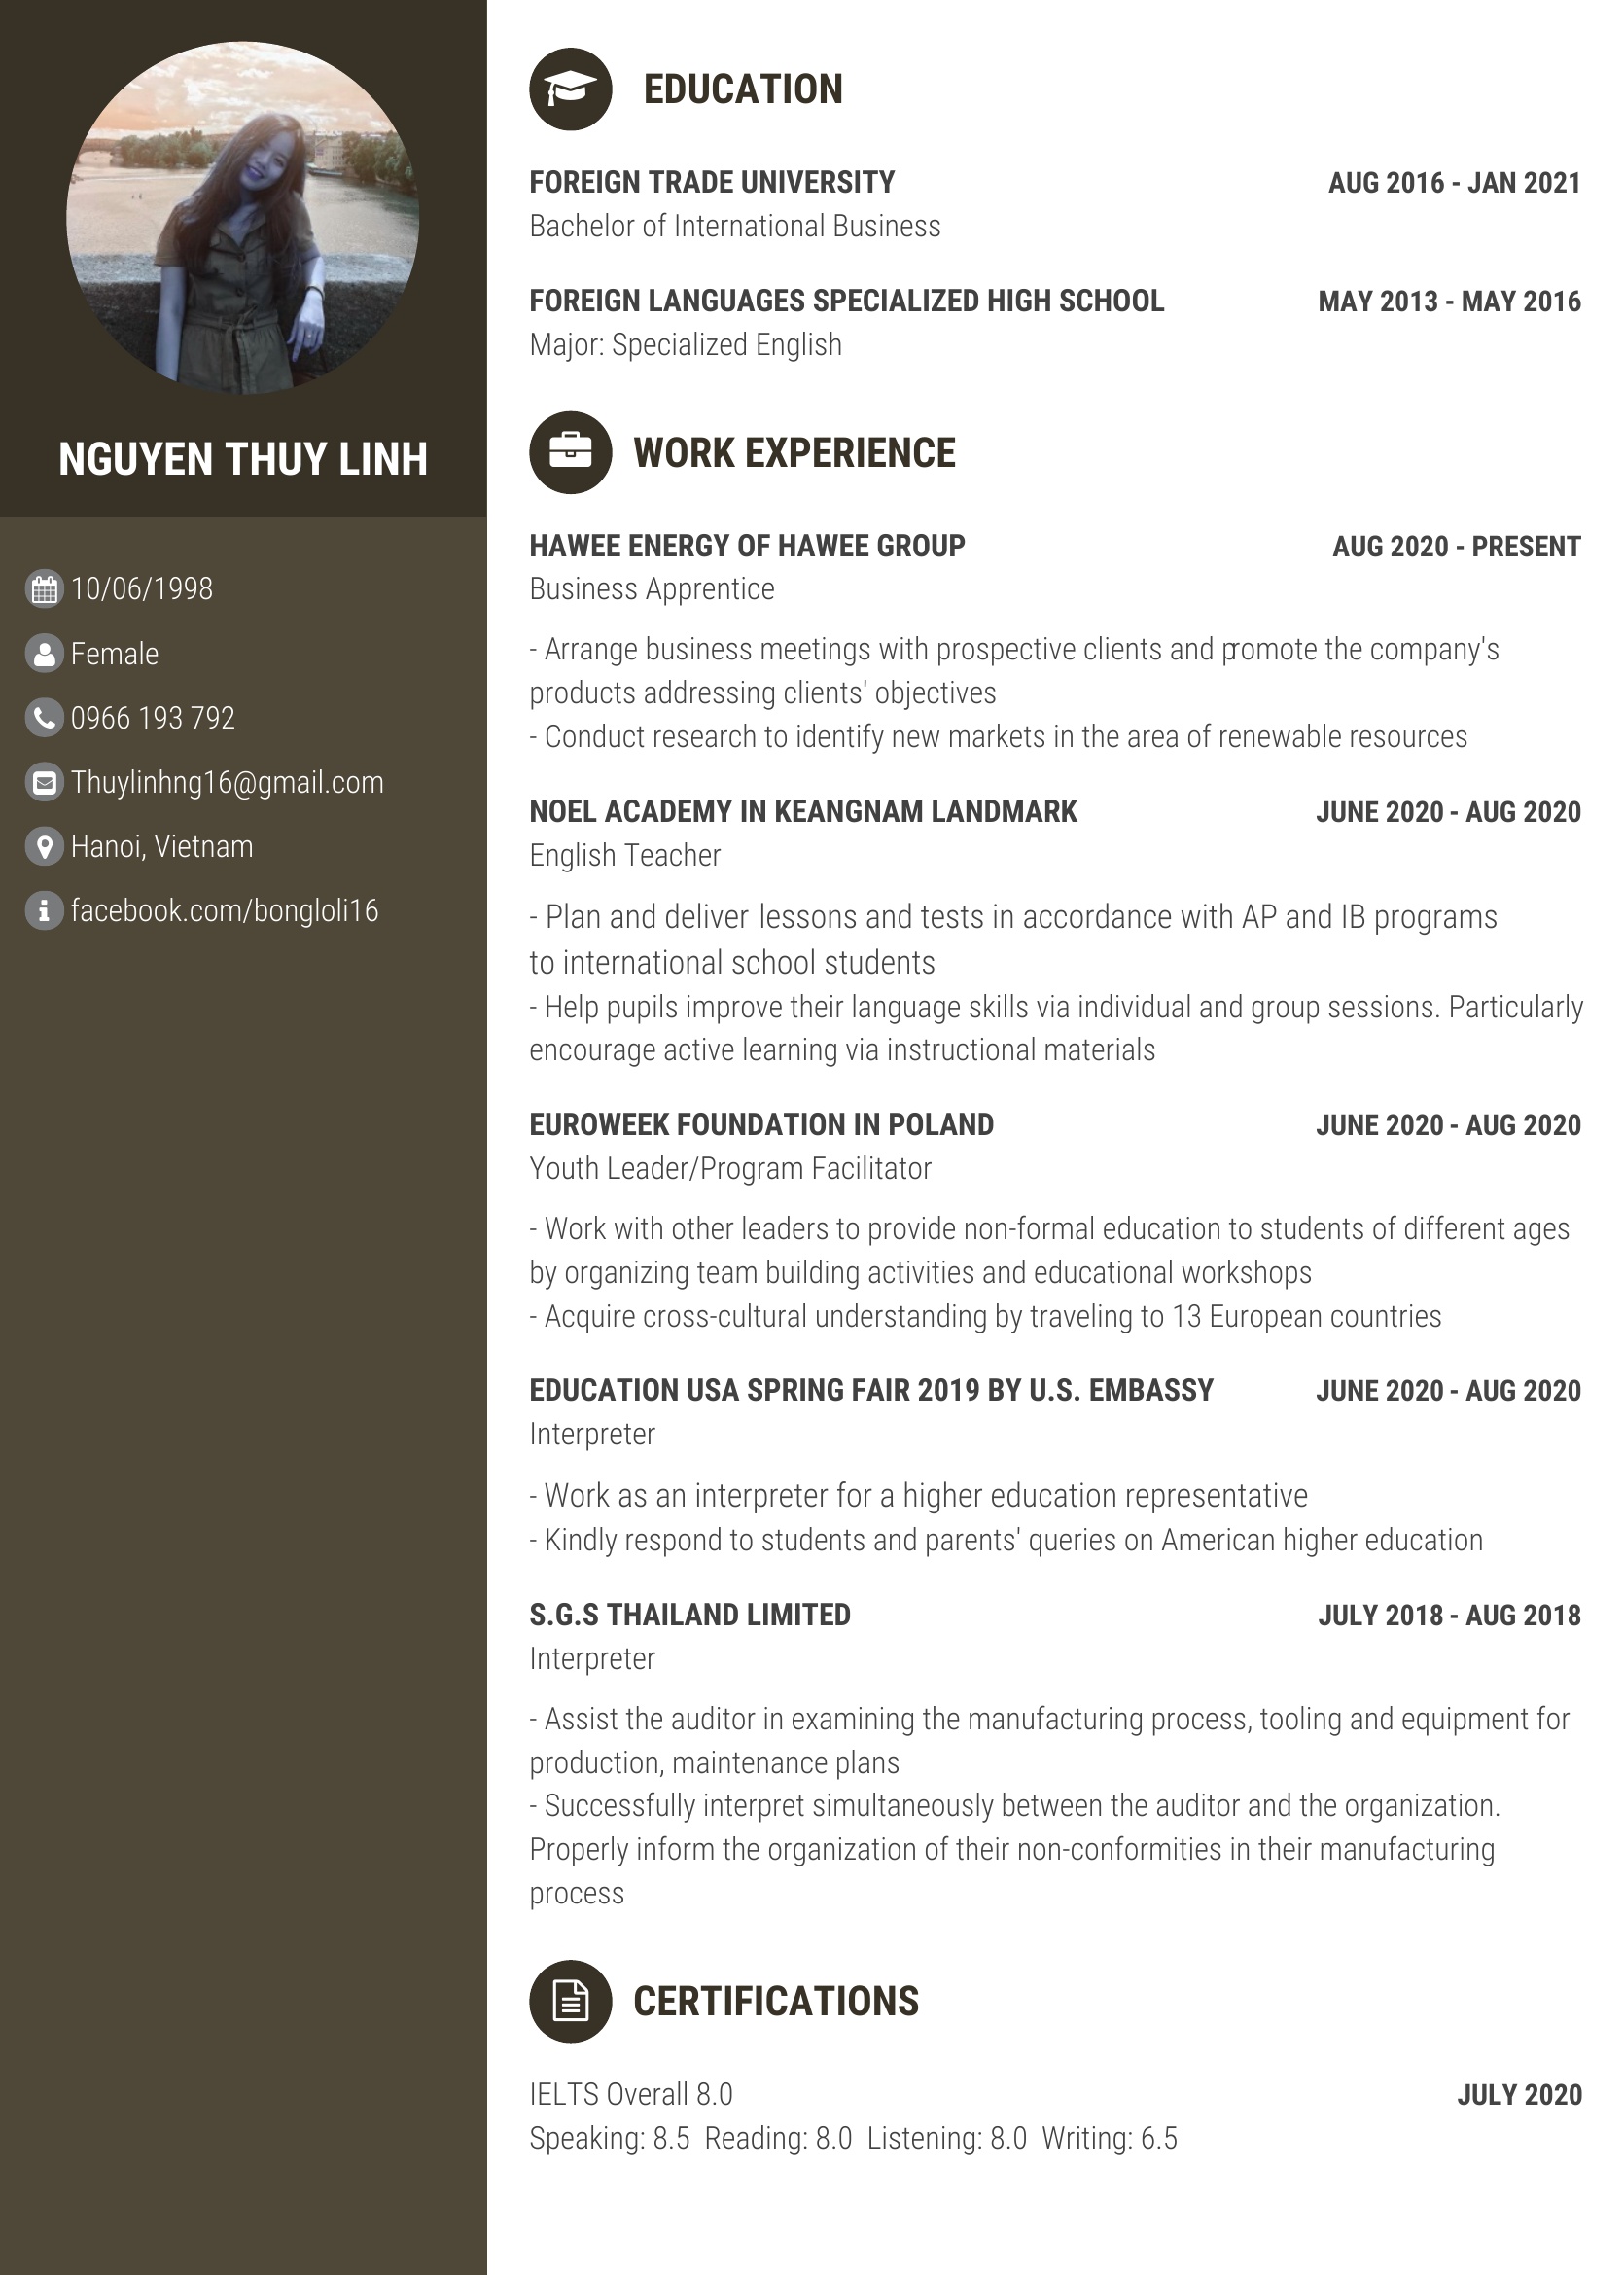 NGUYEN THUY LINH
10/06/1998
Female
0966 193 792
Thuylinhng16@gmail.com
Hanoi, Vietnam
facebook.com/bongloli16
EDUCATION
FOREIGN TRADE UNIVERSITY AUG 2016 - JAN 2021
Bachelor of International Business
FOREIGN LANGUAGES SPECIALIZED HIGH SCHOOL MAY 2013 - MAY 2016
Major: Specialized English
WORK EXPERIENCE
HAWEE ENERGY OF HAWEE GROUP AUG 2020 - PRESENT
Business Apprentice
- Arrange business meetings with prospective clients and promote the company's
products addressing clients' objectives
- Conduct research to identify new markets in the area of renewable resources
NOEL ACADEMY IN KEANGNAM LANDMARK JUNE 2020 - AUG 2020
English Teacher
- Plan and deliver lessons and tests in accordance with AP and IB programs
to international school students
- Help pupils improve their language skills via individual and group sessions. Particularly
encourage active learning via instructional materials
EUROWEEK FOUNDATION IN POLAND JUNE 2020 - AUG 2020
Youth Leader/Program Facilitator
- Work with other leaders to provide non-formal education to students of different ages
by organizing team building activities and educational workshops
- Acquire cross-cultural understanding by traveling to 13 European countries
EDUCATION USA SPRING FAIR 2019 BY U.S. EMBASSY JUNE 2020 - AUG 2020
Interpreter
- Work as an interpreter for a higher education representative
- Kindly respond to students and parents' queries on American higher education
S.G.S THAILAND LIMITED JULY 2018 - AUG 2018
Interpreter
- Assist the auditor in examining the manufacturing process, tooling and equipment for
production, maintenance plans
- Successfully interpret simultaneously between the auditor and the organization.
Properly inform the organization of their non-conformities in their manufacturing
process
CERTIFICATIONS
IELTS Overall 8.0 JULY 2020
Speaking: 8.5 Reading: 8.0 Listening: 8.0 Writing: 6.5